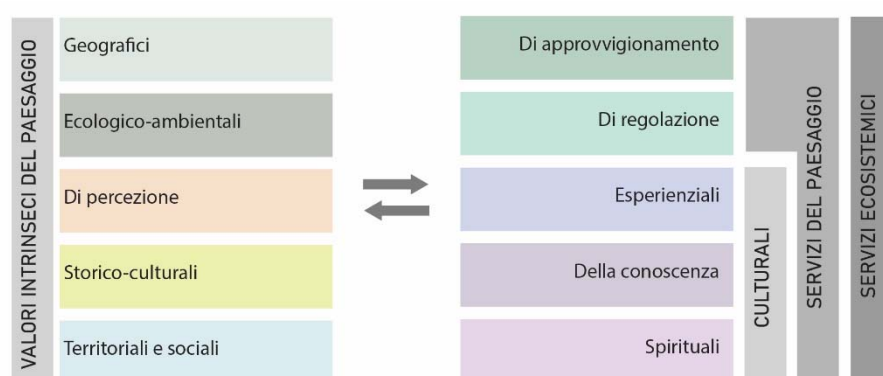 VALORI INTRINSECI DEL PAESAGGIO
Geografici
Ecologico-ambientali
Di percezione
Storico-culturali
Territoriali e sociali
Di approvvigionamento
Di regolazione
Esperienziali
Della conoscenza
Spirituali
CULTURALI
SERVIZI DEL PAESAGGIO
SERVIZI ECOSISTEMICI